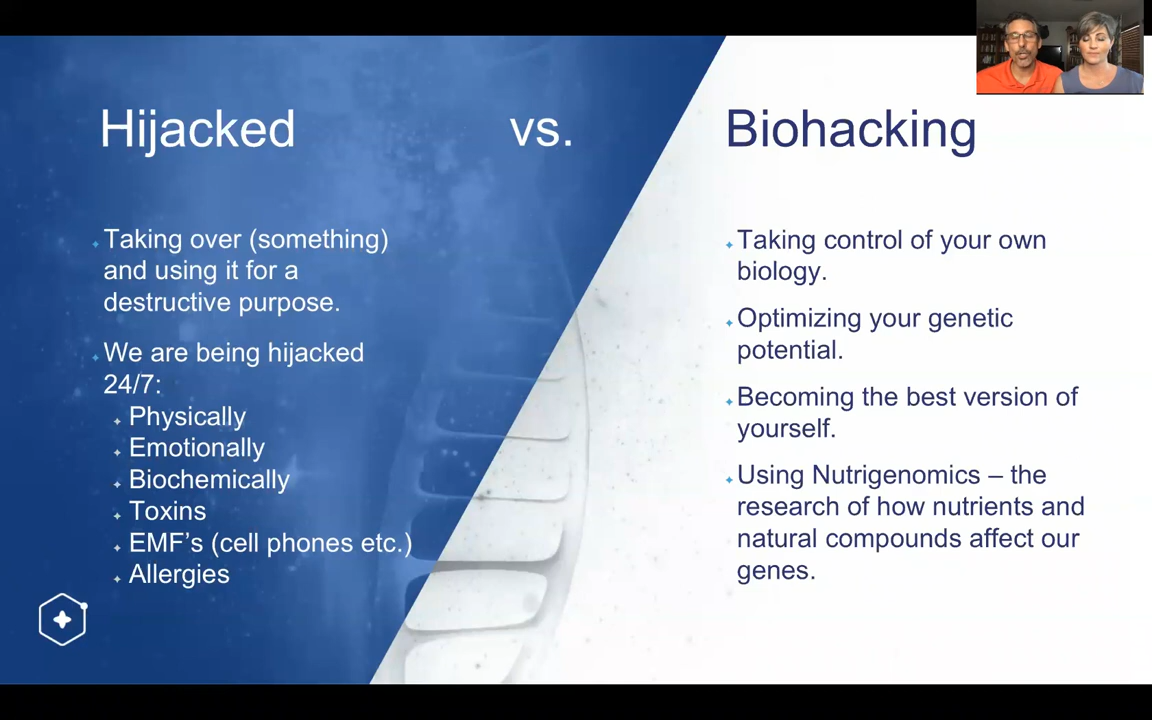 Hijacked vs. Biohacking
Taking over (something)
and using it for a
destructive purpose.
We are being hijacked
24/7:
Physically
Emotionally
Biochemically
Toxins
EMF’s (cell phones etc.)
Allergies
Taking control of your own
biology.
Optimizing your genetic
potential.
Becoming the best version of
yourself.
Using Nutrigenomics – the
research of how nutrients and
natural compounds affect our
genes.